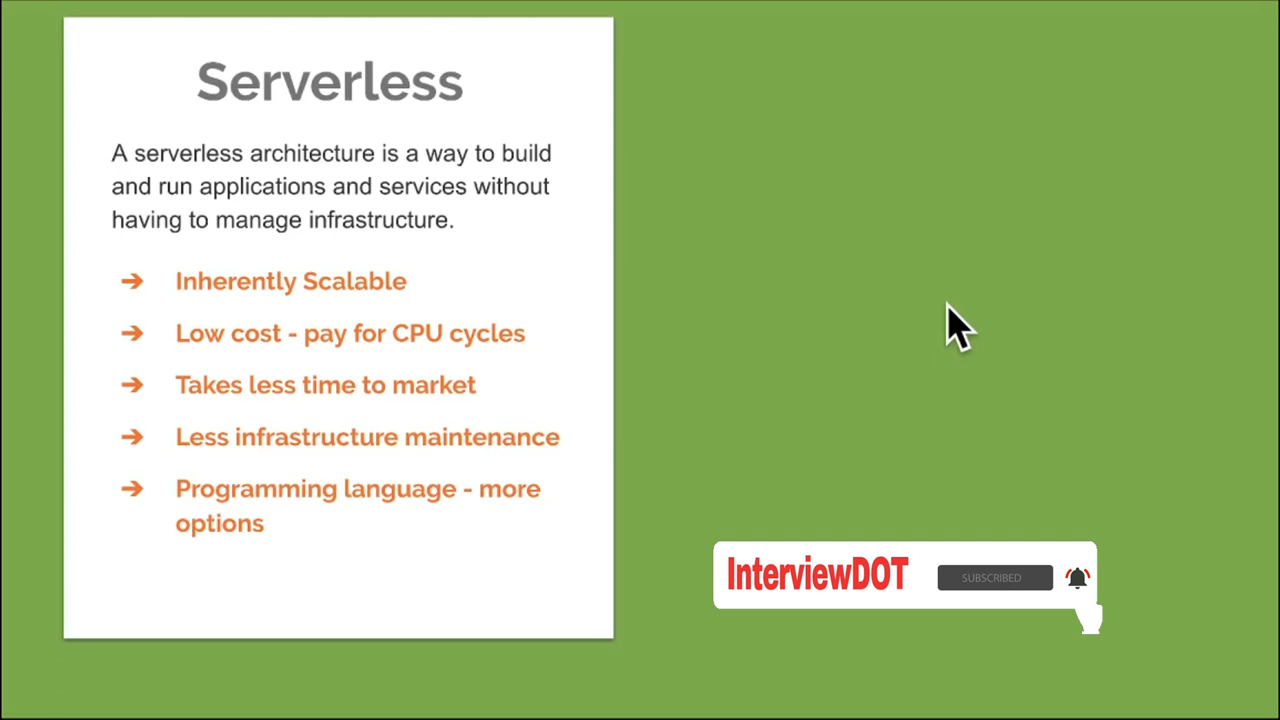 Serverless
A serverless architecture is a way to build
and run applications and services without
having to manage infrastructure.
➔ Inherently Scalable
➔ Low cost - pay for CPU cycles
➔ Takes less time to market
➔ Less infrastructure maintenance
➔ Programming language - more
options
InterviewDOT
SUBSCRIBED